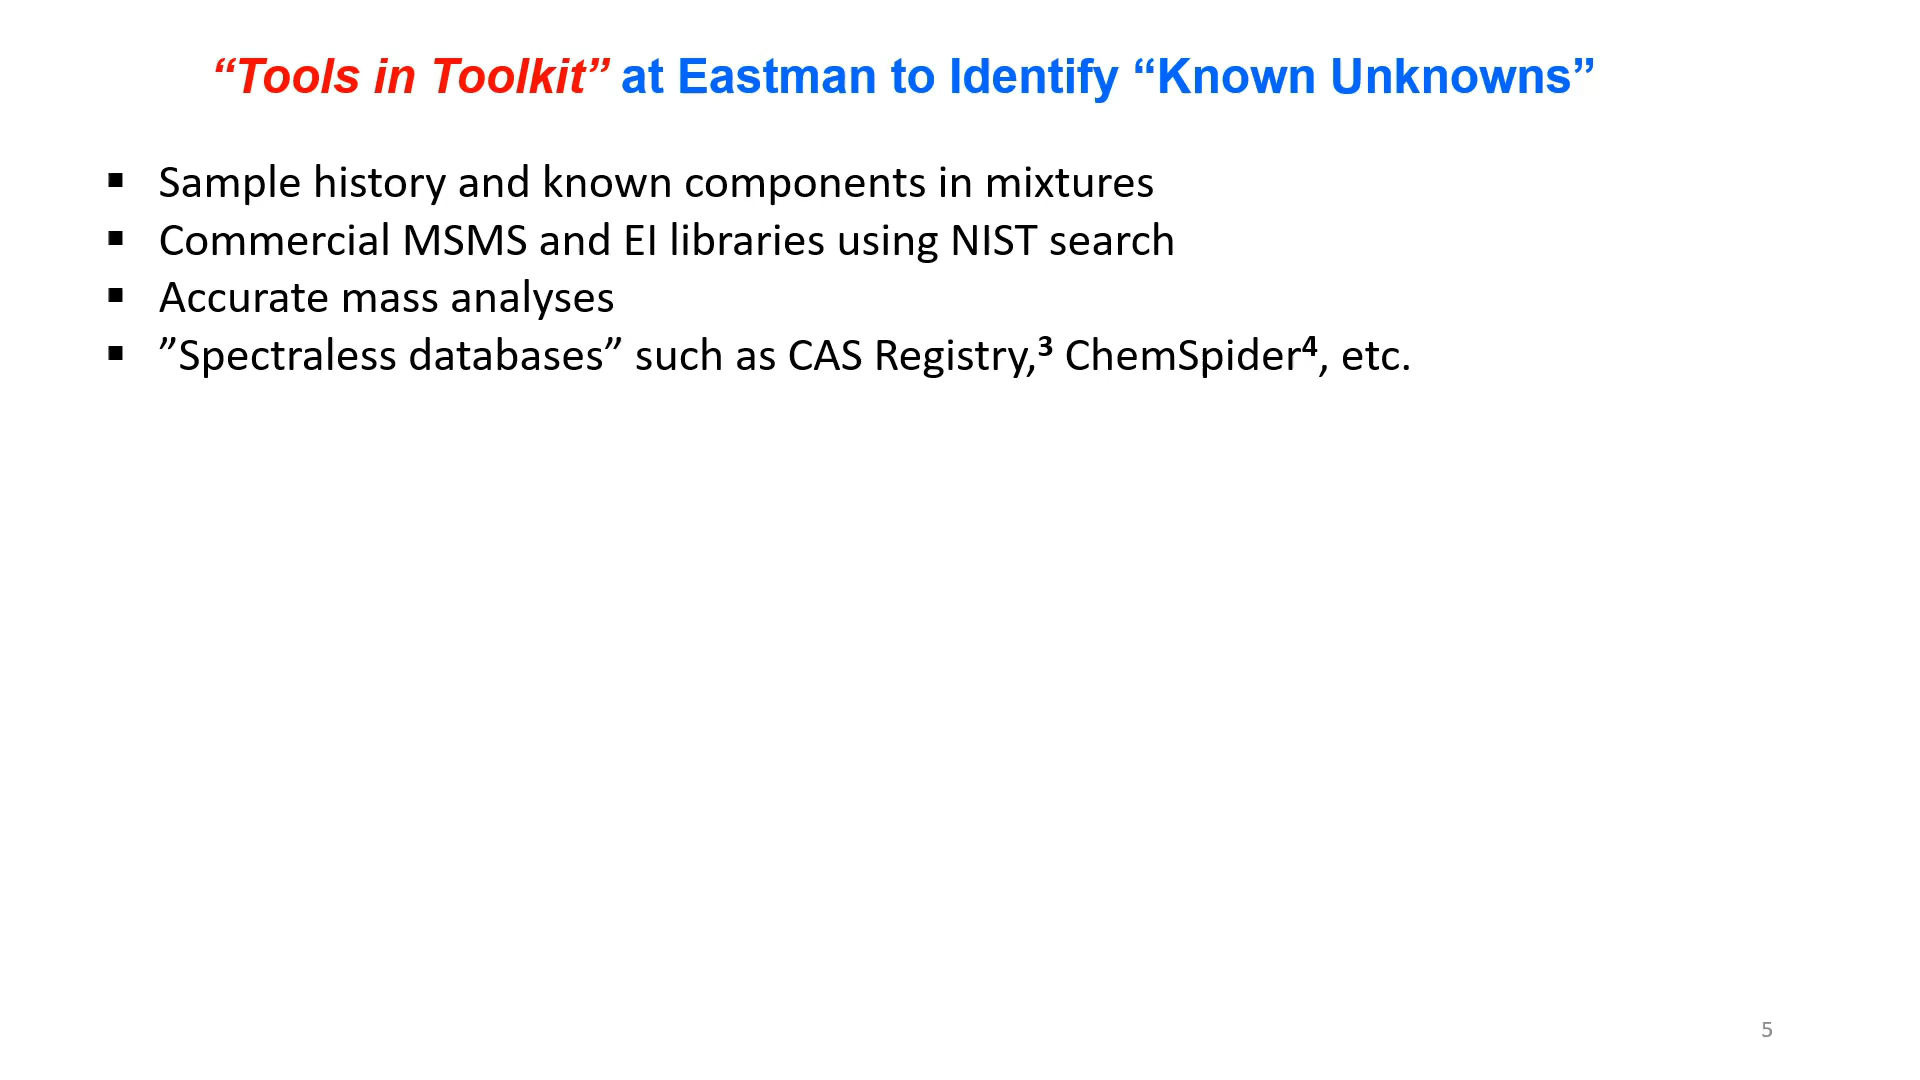 “Tools in Toolkit” at Eastman to Identify “Known Unknowns”
▪ Sample history and known components in mixtures
▪ Commercial MSMS and EI libraries using NIST search
▪ Accurate mass analyses
▪ ”Spectraless databases” such as CAS Registry,³ ChemSpider⁴, etc.
5